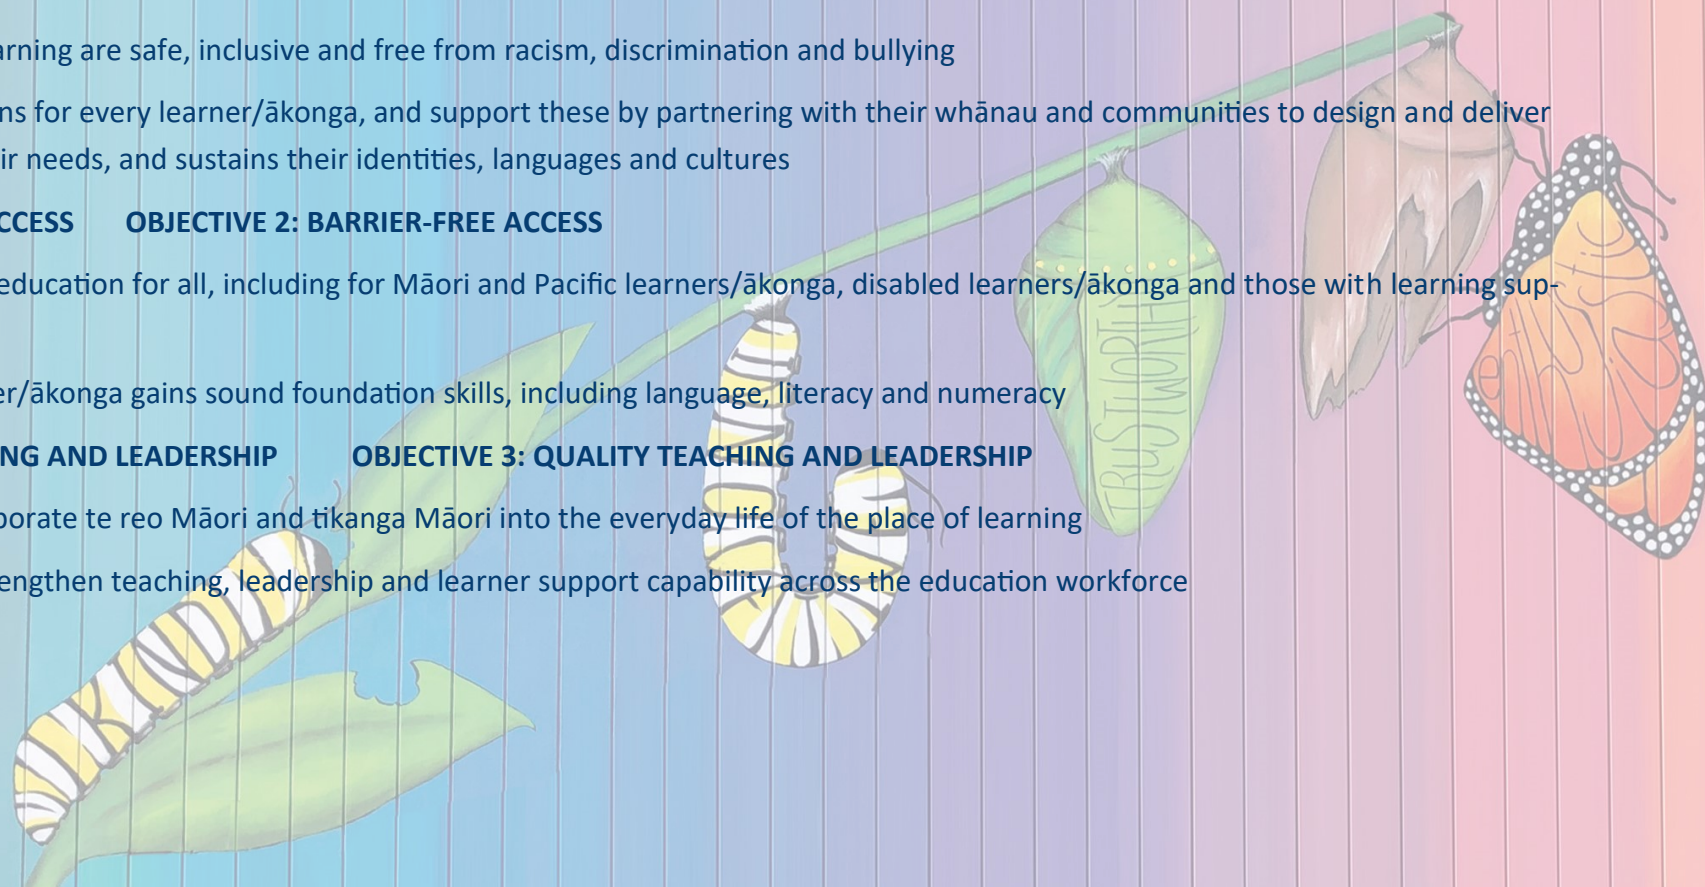 arning are safe, inclusive and free from racism, discrimination and bullying
ns for every learner/ākonga, and support these by partnering with their whānau and communities to design and deliver
ir needs, and sustains their identities, languages and cultures
CCESS OBJECTIVE 2: BARRIER-FREE ACCESS
education for all, including for Māori and Pacific learners/ākonga, disabled learners/ākonga and those with learning sup-
er/ākonga gains sound foundation skills, including language, literacy and numeracy
NG AND LEADERSHIP OBJECTIVE 3: QUALITY TEACHING AND LEADERSHIP
porate te reo Māori and tikanga Māori into the everyday life of the place of learning
engthen teaching, leadership and learner support capability across the education workforce
KIND
TRUSTWORTHY